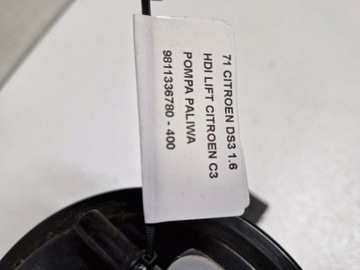 71 CITROEN DS3 1.6
HDI LIFT CITROEN C3
POMPA PALIWA
9811336780 - 400